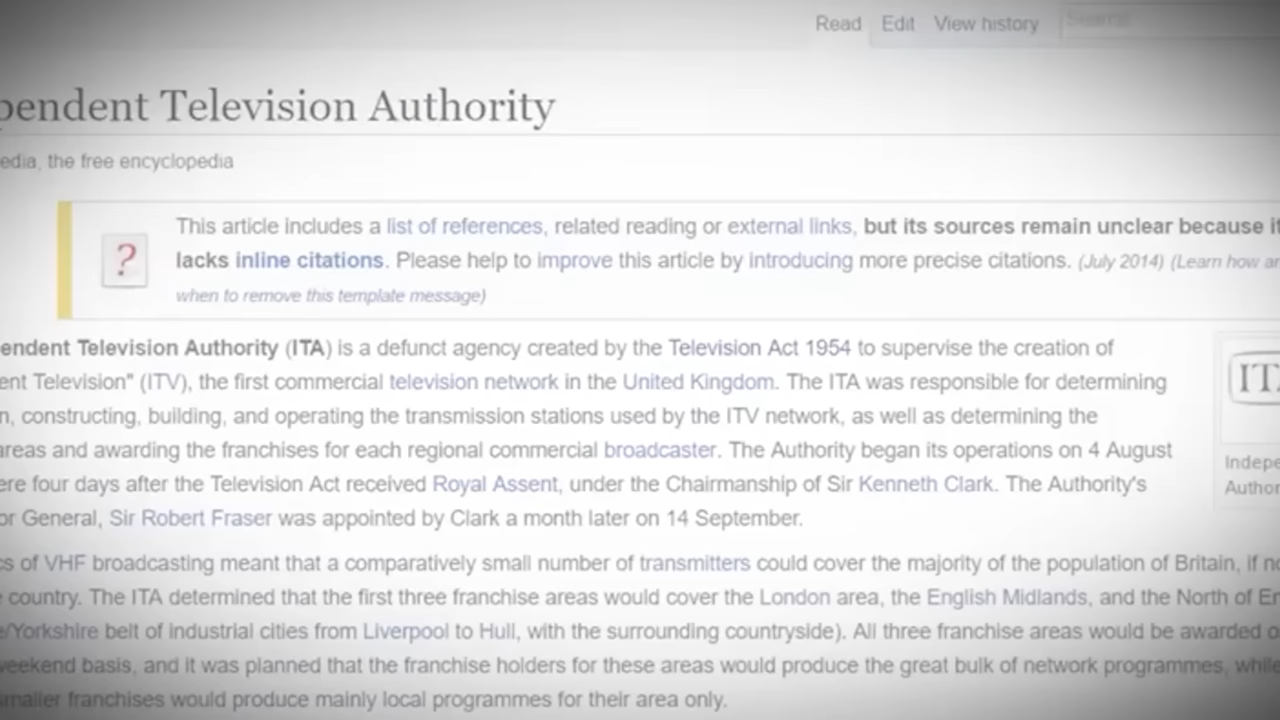 Read Edit View history Search
pendent Television Authority
edia, the free encyclopedia
This article includes a list of references, related reading or external links, but its sources remain unclear because it
lacks inline citations. Please help to improve this article by introducing more precise citations. (July 2014) (Learn how an
when to remove this template message)
?
endent Television Authority (ITA) is a defunct agency created by the Television Act 1954 to supervise the creation of
ent Television" (ITV), the first commercial television network in the United Kingdom. The ITA was responsible for determining
n, constructing, building, and operating the transmission stations used by the ITV network, as well as determining the
areas and awarding the franchises for each regional commercial broadcaster. The Authority began its operations on 4 August
ere four days after the Television Act received Royal Assent, under the Chairmanship of Sir Kenneth Clark. The Authority's
or General, Sir Robert Fraser was appointed by Clark a month later on 14 September.
ITA
Indepe
Author
cs of VHF broadcasting meant that a comparatively small number of transmitters could cover the majority of the population of Britain, if no
e country. The ITA determined that the first three franchise areas would cover the London area, the English Midlands, and the North of En
e/Yorkshire belt of industrial cities from Liverpool to Hull, with the surrounding countryside). All three franchise areas would be awarded o
weekend basis, and it was planned that the franchise holders for these areas would produce the great bulk of network programmes, while
smaller franchises would produce mainly local programmes for their area only.